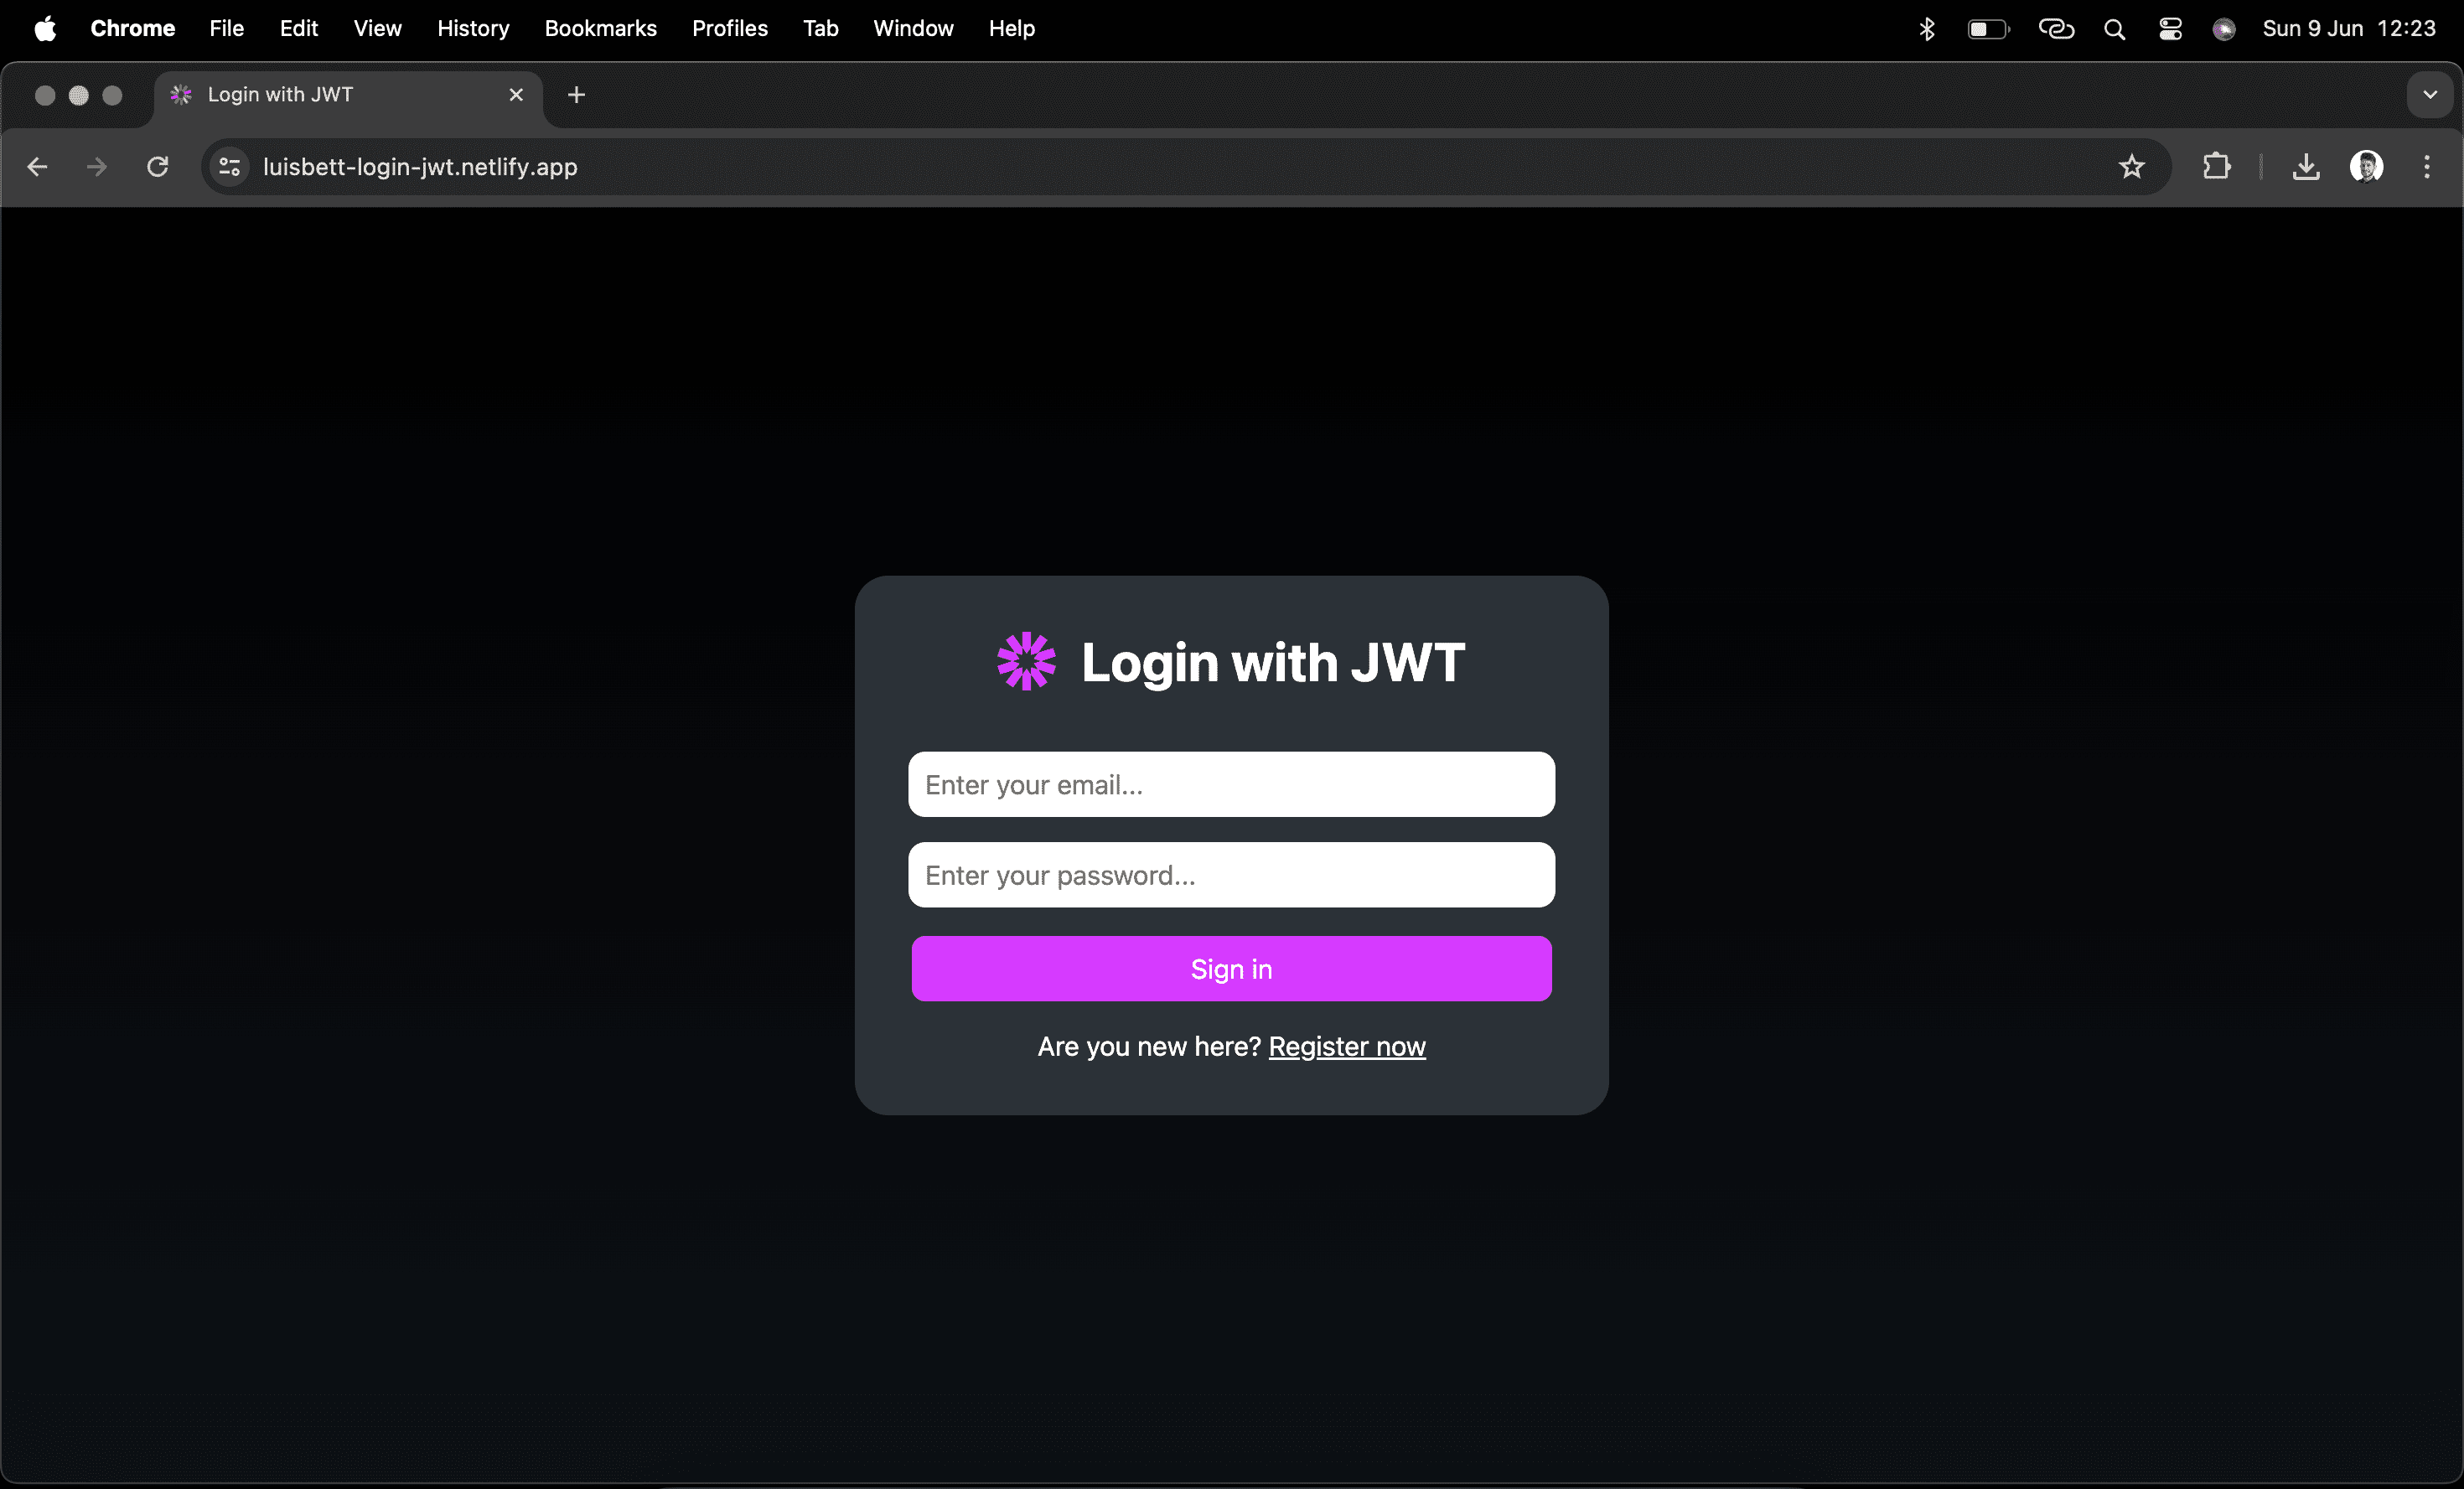 Chrome File Edit View History Bookmarks Profiles Tab Window Help Sun 9 Jun 12:23
Login with JWT
luisbett-login-jwt.netlify.app
Login with JWT
Enter your email...
Enter your password...
Sign in
Are you new here? Register now